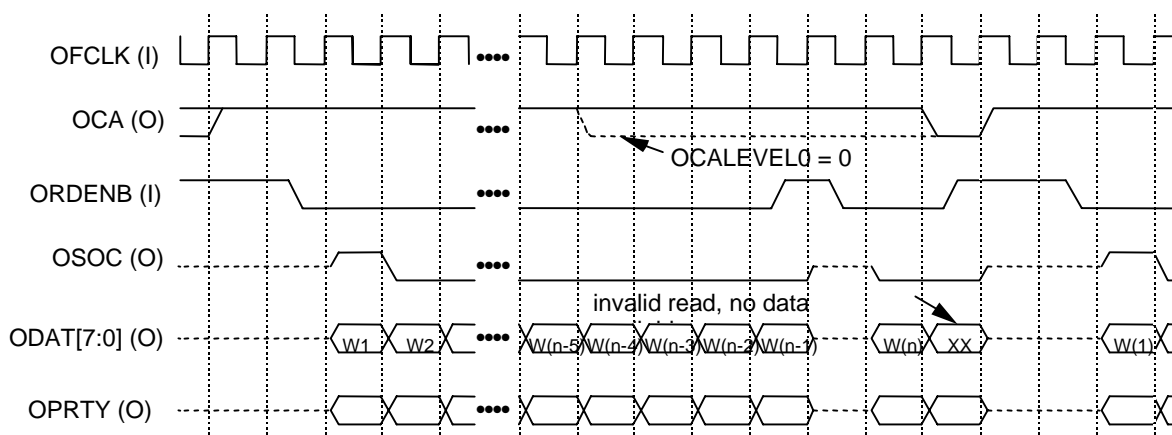 OFCLK (I)
OCA (O)
OCALEVEL0 = 0
ORDENB (I)
OSOC (O)
invalid read, no data
ODAT[7:0] (O)
W1 W2 W(n-5) W(n-4) W(n-3) W(n-2) W(n-1) W(n) XX W(1)
OPRTY (O)